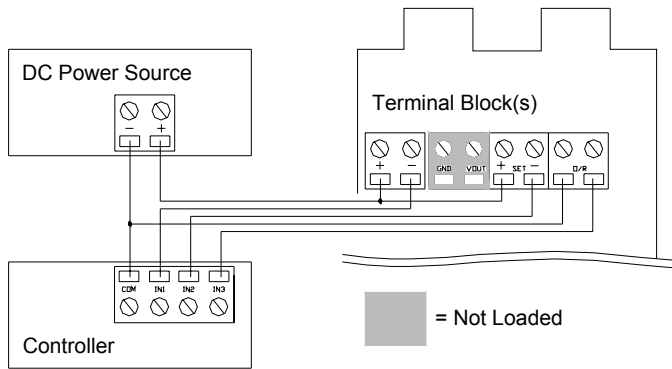 DC Power Source
- +
Terminal Block(s)
+ - GND VOUT + SET - O/R
COM IN1 IN2 IN3
Controller
= Not Loaded